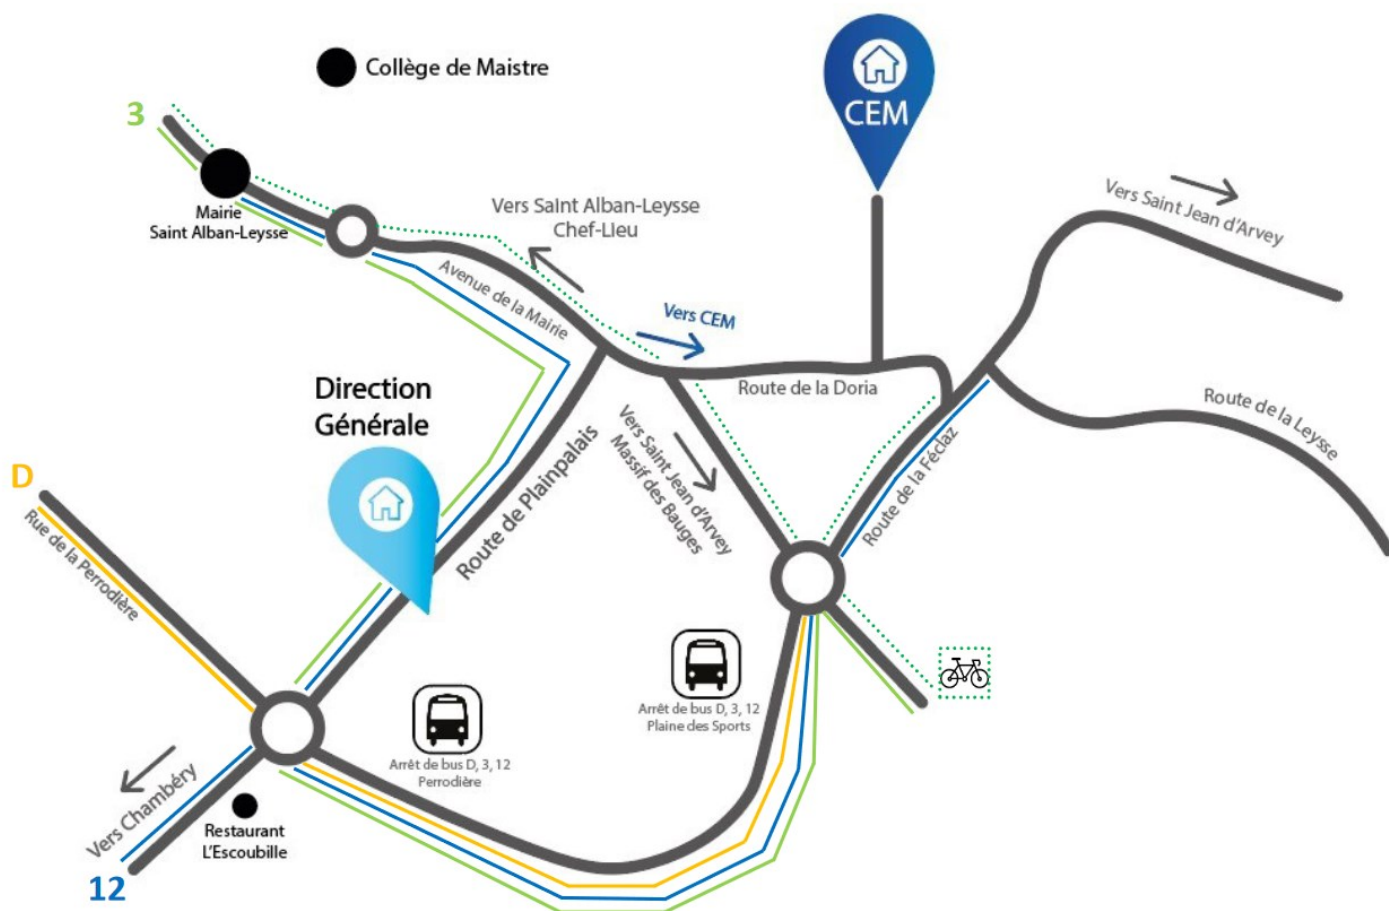 Collège de Maistre
CEM
3
Mairie
Saint Alban-Leysse
Vers Saint Alban-Leysse
Chef-Lieu
Vers Saint Jean d'Arvey
Avenue de la Mairie
Vers CEM
Route de la Doria
Direction
Générale
Route de Plainpalais
Vers Saint Jean d'Arvey
Massif des Bauges
Route de la Féclaz
Route de la Leysse
D
Rue de la Perrodière
Arrêt de bus D, 3, 12
Plaine des Sports
Arrêt de bus D, 3, 12
Perrodière
Vers Chambéry
Restaurant
L'Escoubille
12